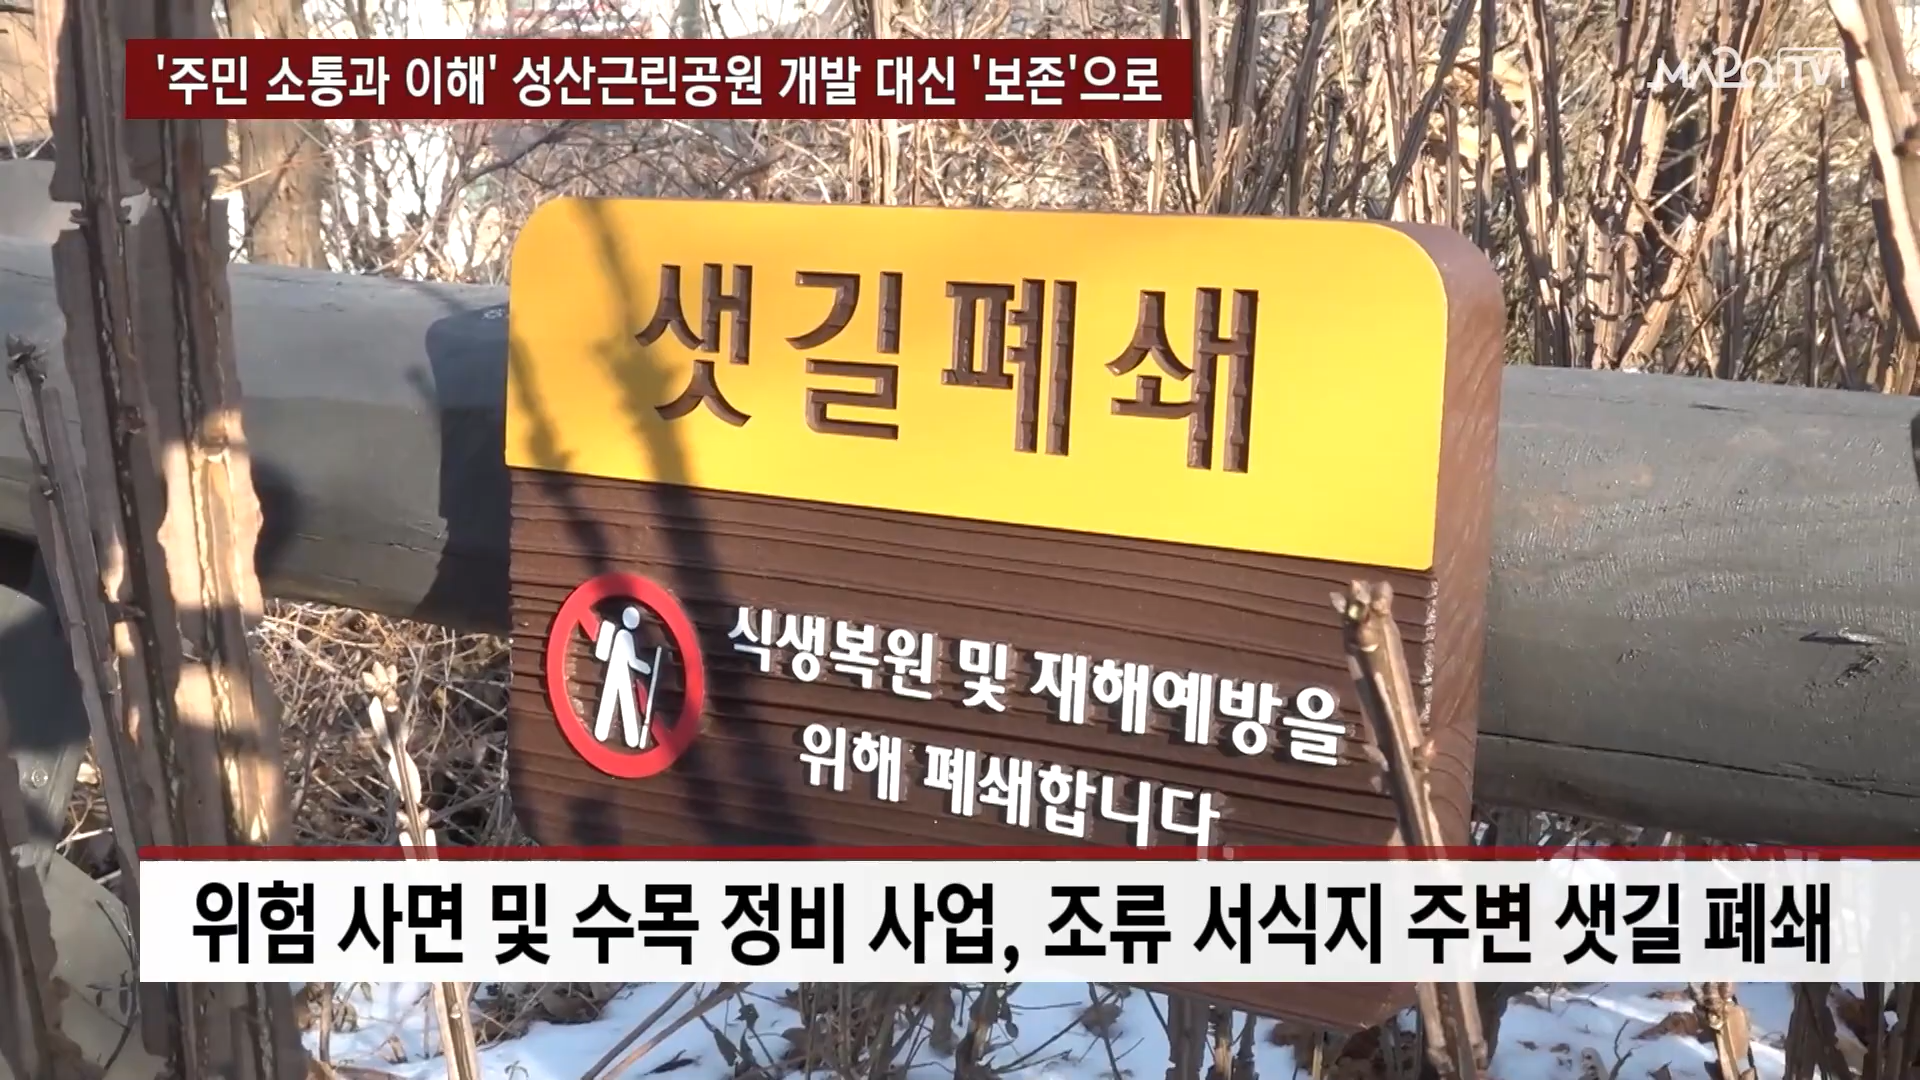 '주민 소통과 이해' 성산근린공원 개발 대신 '보존'으로
MAPO TV
샛길폐쇄
식생복원 및 재해예방을
위해 폐쇄합니다.
위험 사면 및 수목 정비 사업, 조류 서식지 주변 샛길 폐쇄